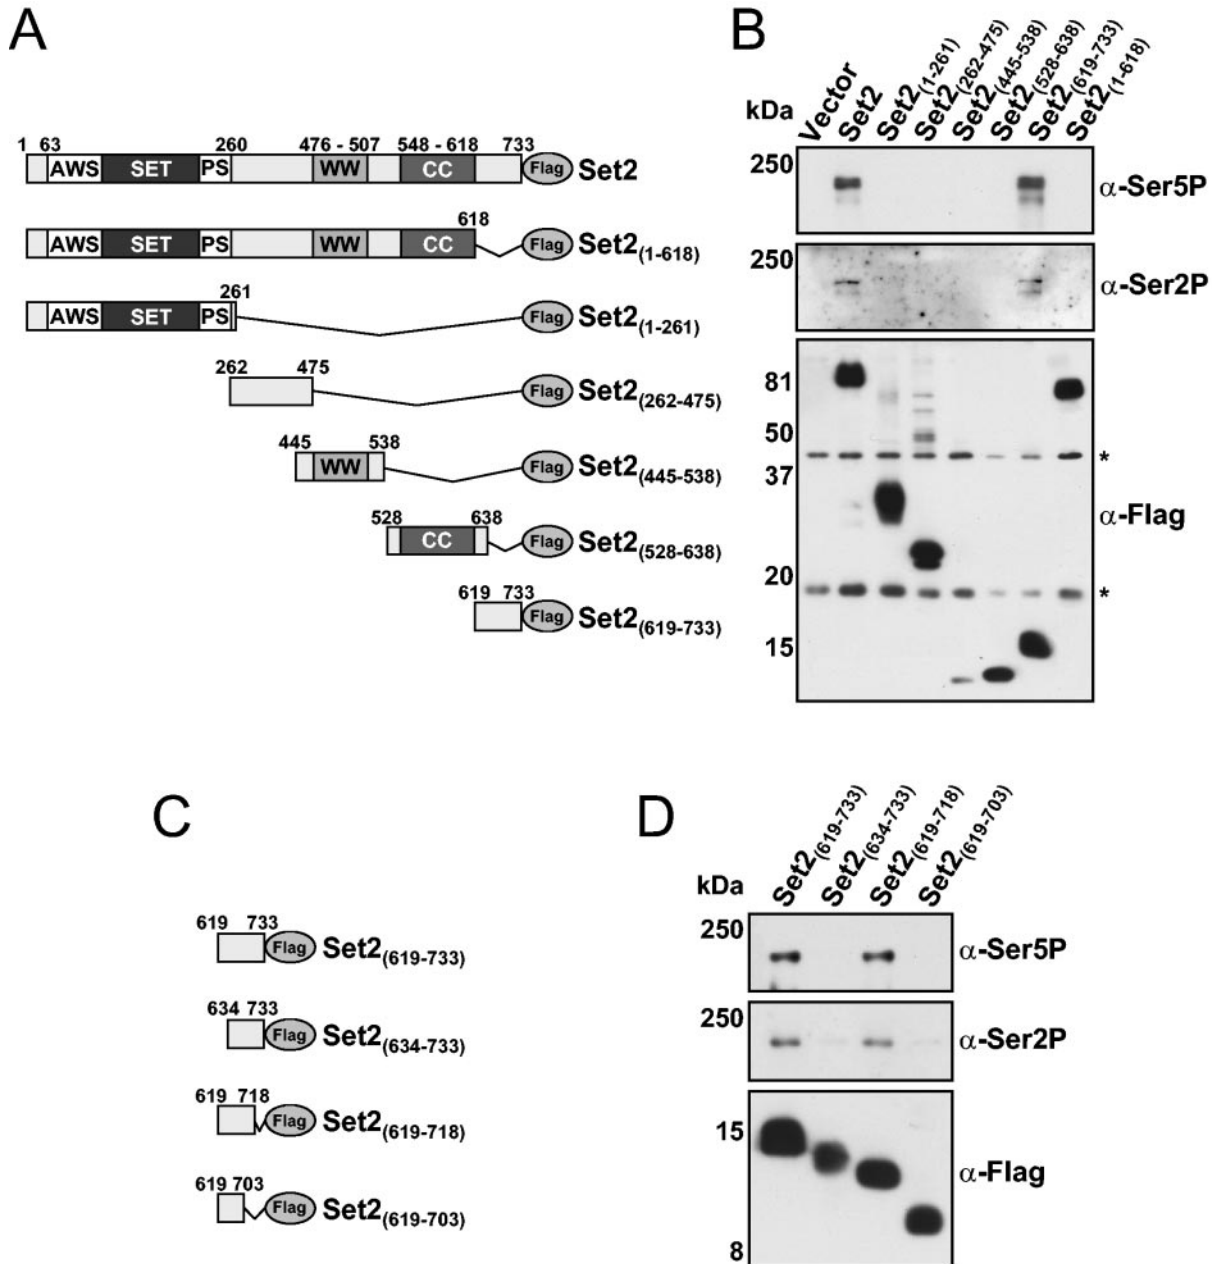 A
1 63 260 476 - 507 548 - 618 733
AWS SET PS WW CC Flag Set2
618
AWS SET PS WW CC Flag Set2(1-618)
261
AWS SET PS Flag Set2(1-261)
262 475
Flag Set2(262-475)
445 538
WW Flag Set2(445-538)
528 638
CC Flag Set2(528-638)
619 733
Flag Set2(619-733)
B
kDa
Vector
Set2
Set2(1-261)
Set2(262-475)
Set2(445-538)
Set2(528-638)
Set2(619-733)
Set2(1-618)
250
α-Ser5P
250
α-Ser2P
81
50
*
37
α-Flag
20
*
15
C
619 733
Flag Set2(619-733)
634 733
Flag Set2(634-733)
619 718
Flag Set2(619-718)
619 703
Flag Set2(619-703)
D
kDa
Set2(619-733)
Set2(634-733)
Set2(619-718)
Set2(619-703)
250
α-Ser5P
250
α-Ser2P
15
α-Flag
8